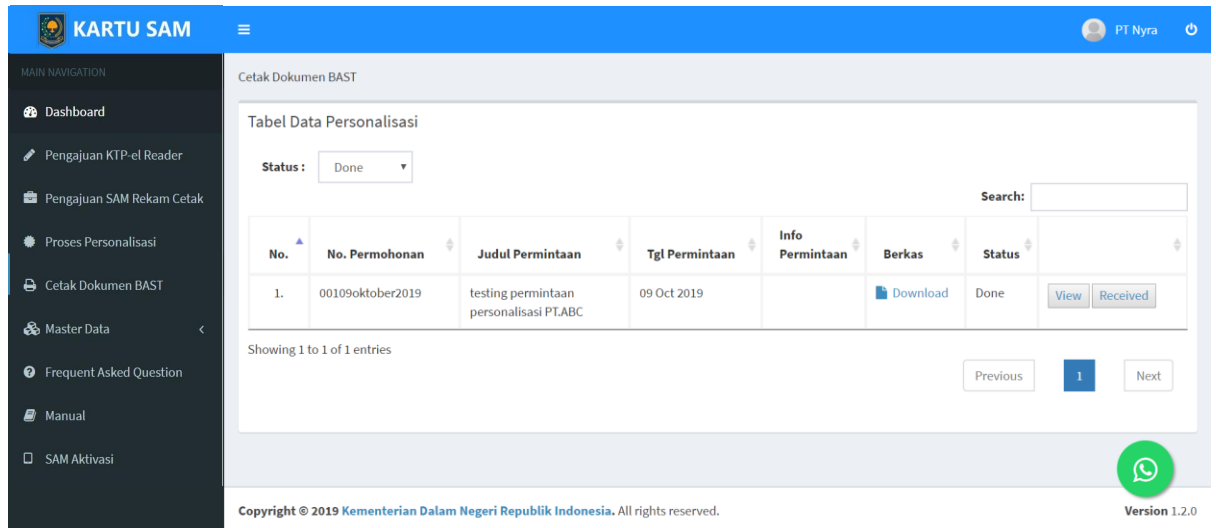 KARTU SAM
PT Nyra
MAIN NAVIGATION
Dashboard
Pengajuan KTP-el Reader
Pengajuan SAM Rekam Cetak
Proses Personalisasi
Cetak Dokumen BAST
Master Data
Frequent Asked Question
Manual
SAM Aktivasi
Cetak Dokumen BAST
Tabel Data Personalisasi
Status : Done
Search:
No. No. Permohonan Judul Permintaan Tgl Permintaan Info Permintaan Berkas Status
1. 00109oktober2019 testing permintaan personalisasi PT.ABC 09 Oct 2019 Download Done View Received
Showing 1 to 1 of 1 entries
Previous 1 Next
Copyright © 2019 Kementerian Dalam Negeri Republik Indonesia. All rights reserved.
Version 1.2.0